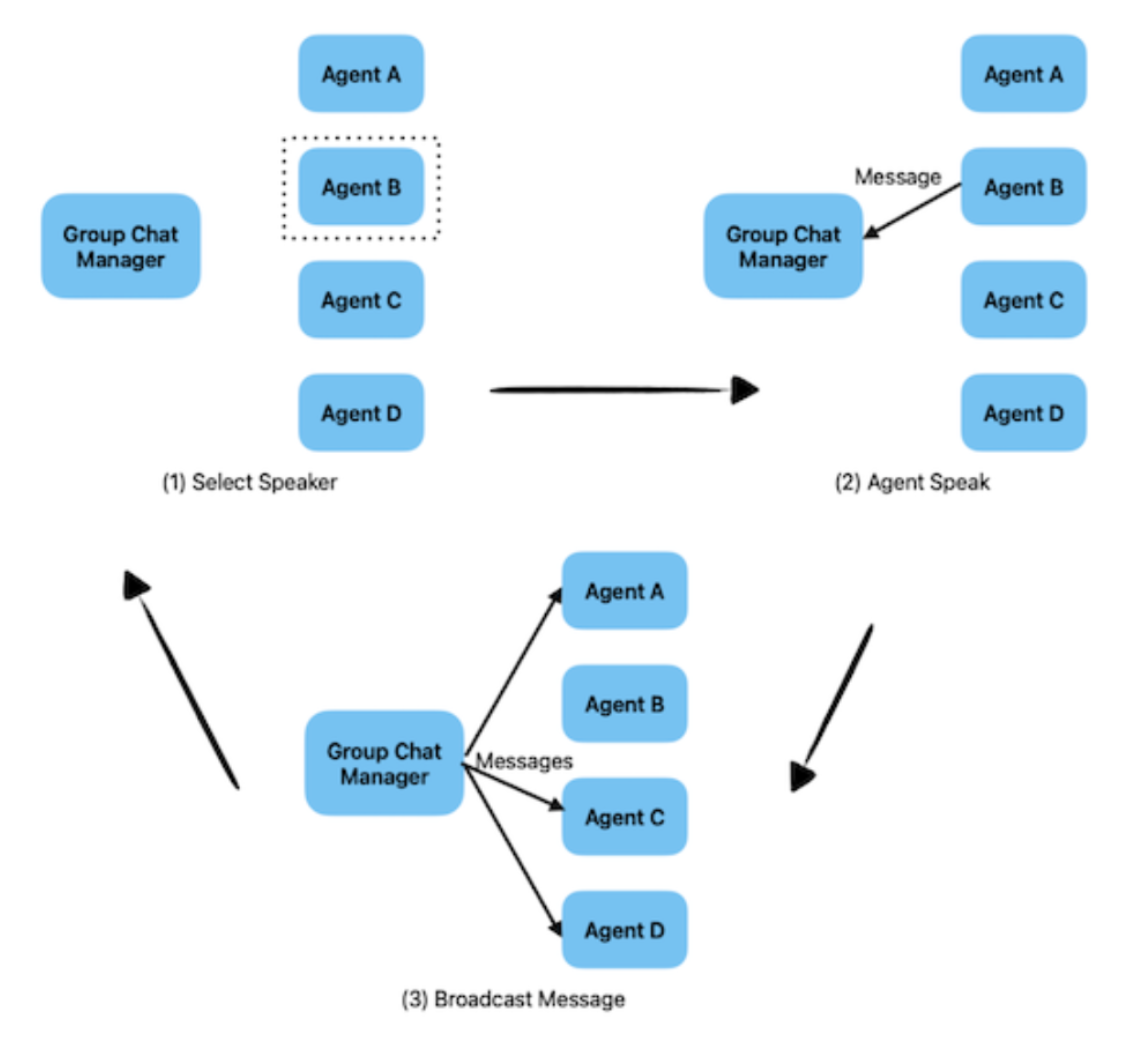 Agent A
Agent B
Group Chat
Manager
Agent C
Agent D
(1) Select Speaker
Agent A
Message
Agent B
Group Chat
Manager
Agent C
Agent D
(2) Agent Speak
Agent A
Agent B
Group Chat
Manager
Messages
Agent C
Agent D
(3) Broadcast Message